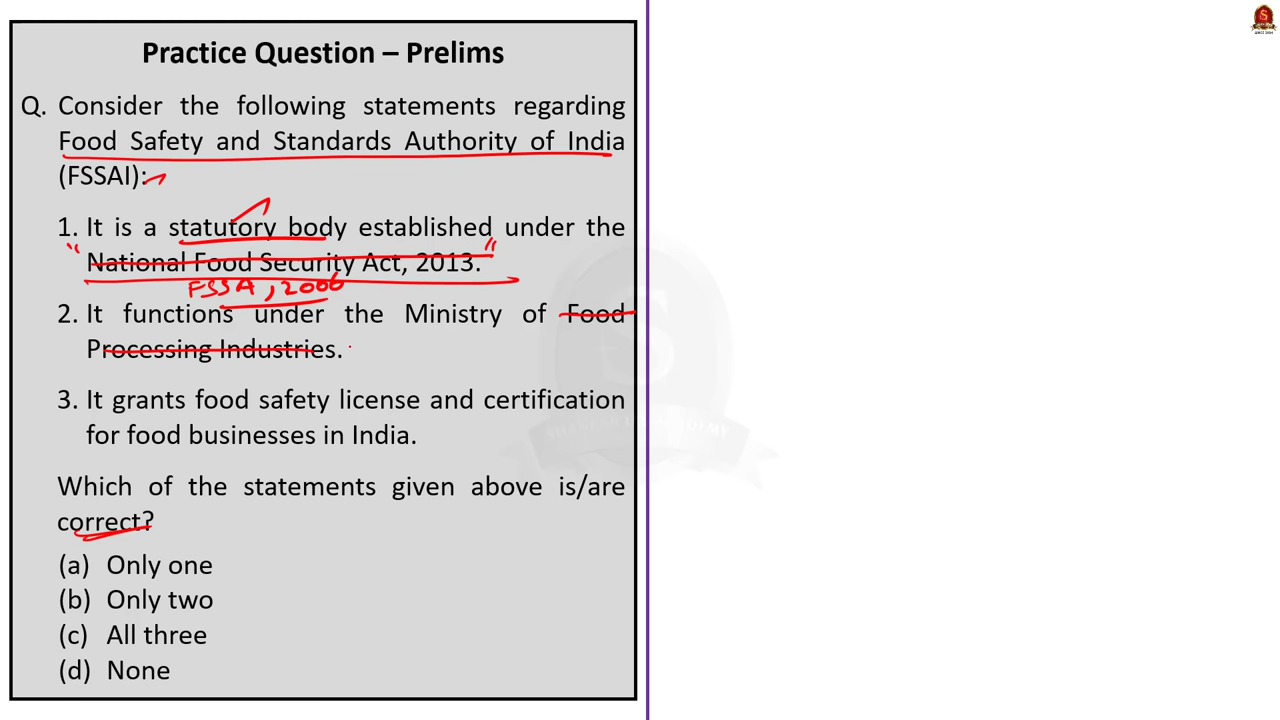 Practice Question – Prelims
Q. Consider the following statements regarding
Food Safety and Standards Authority of India
(FSSAI):
1. It is a statutory body established under the
" National Food Security Act, 2013. "
FSSA, 2006
2. It functions under the Ministry of Food
Processing Industries.
3. It grants food safety license and certification
for food businesses in India.
Which of the statements given above is/are
correct?
(a) Only one
(b) Only two
(c) All three
(d) None